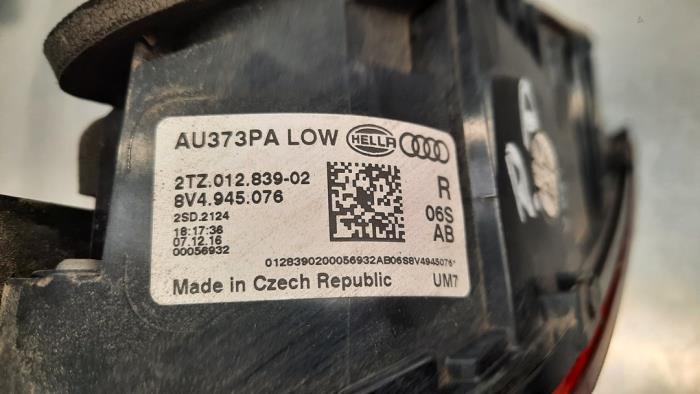 AU373PA LOW HELLA
2TZ.012.839-02
8V4.945.076
2SD.2124
18:17:36
07.12.16
00056932
R
06S
AB
0128390200056932AB06S8V4945076*
Made in Czech Republic UM7
A
R